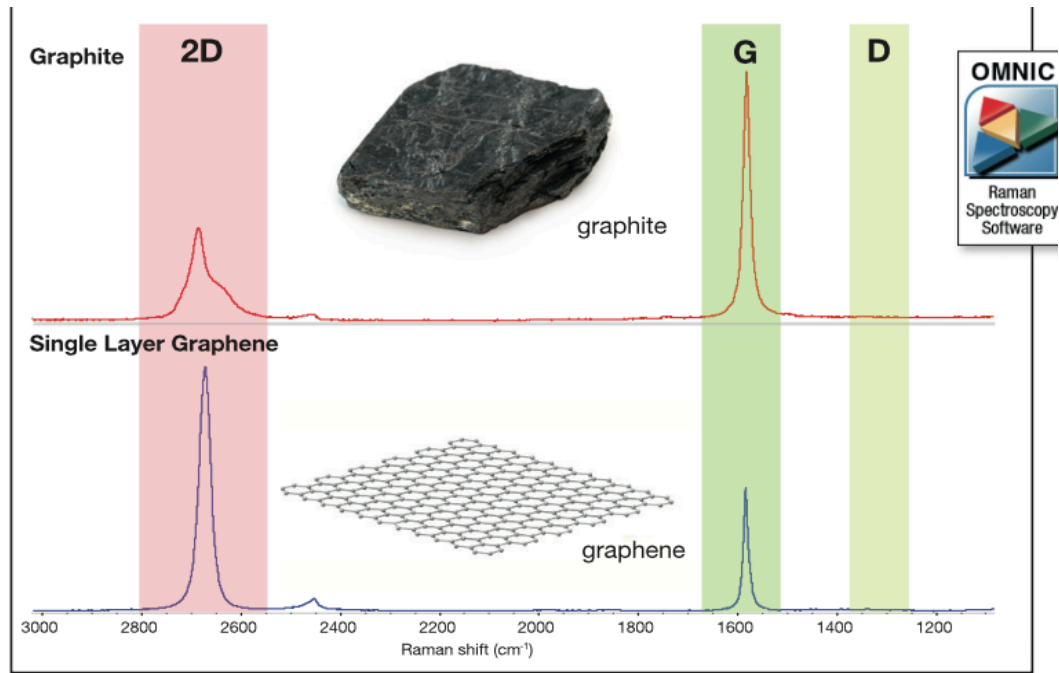 Graphite
2D
G
D
OMNIC
Raman
Spectroscopy
Software
graphite
Single Layer Graphene
graphene
3000 2800 2600 2400 2200 2000 1800 1600 1400 1200
Raman shift (cm⁻¹)